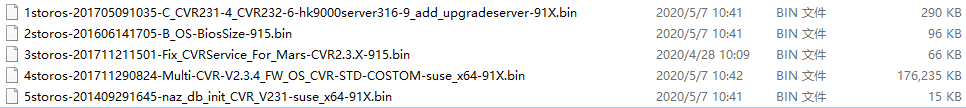 1storos-201705091035-C_CVR231-4_CVR232-6-hk9000server316-9_add_upgradeserver-91X.bin 2020/5/7 10:41 BIN 文件 290 KB
2storos-201606141705-B_OS-BiosSize-915.bin 2020/5/7 10:41 BIN 文件 96 KB
3storos-201711211501-Fix_CVRService_For_Mars-CVR2.3.X-915.bin 2020/4/28 10:09 BIN 文件 66 KB
4storos-201711290824-Multi-CVR-V2.3.4_FW_OS_CVR-STD-COSTOM-suse_x64-91X.bin 2020/5/7 10:42 BIN 文件 176,235 KB
5storos-201409291645-naz_db_init_CVR_V231-suse_x64-91X.bin 2020/5/7 10:41 BIN 文件 15 KB